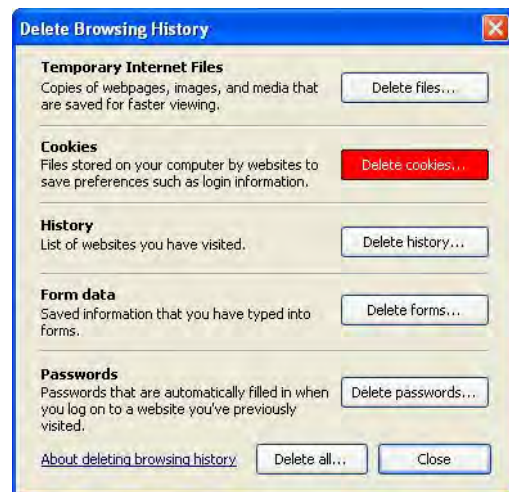 Delete Browsing History
Temporary Internet Files
Copies of webpages, images, and media that
are saved for faster viewing.
Delete files...
Cookies
Files stored on your computer by websites to
save preferences such as login information.
Delete cookies...
History
List of websites you have visited.
Delete history...
Form data
Saved information that you have typed into
forms.
Delete forms...
Passwords
Passwords that are automatically filled in when
you log on to a website you've previously
visited.
Delete passwords...
About deleting browsing history
Delete all...
Close